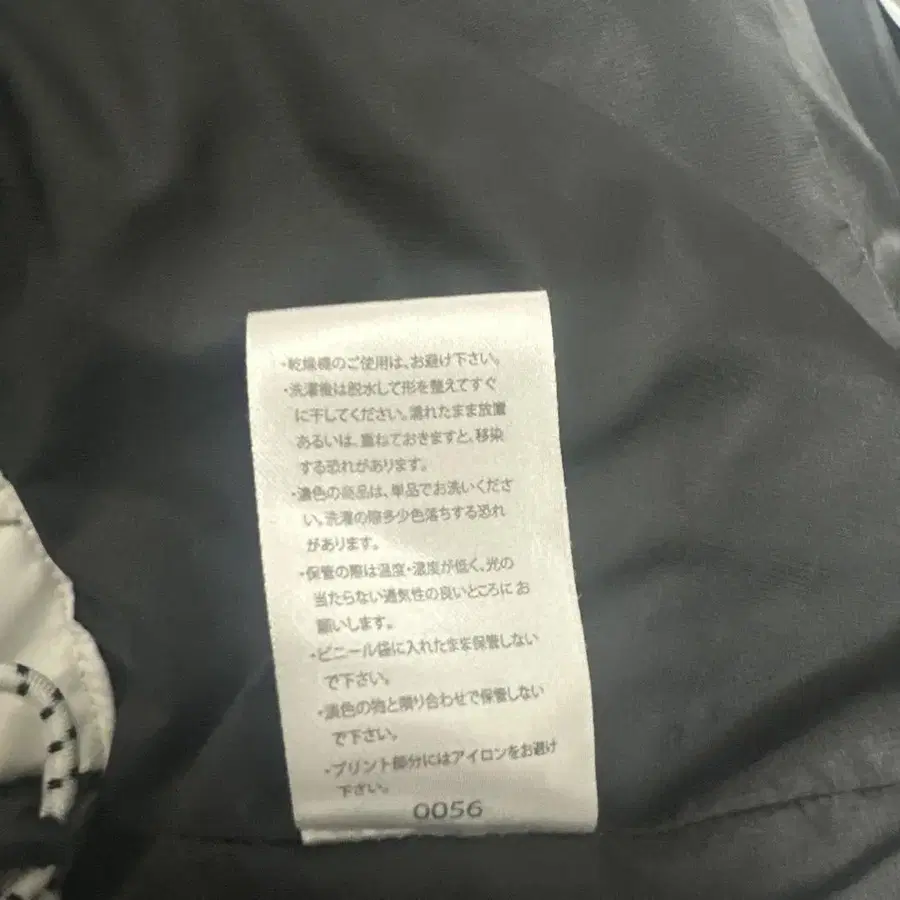 ・乾燥機のご使用は、お避け下さい。
・洗濯後は脱水して形を整えてすぐ
に干してください。濡れたまま放置
あるいは、重ねておきますと、移染
する恐れがあります。
・濃色の商品は、単品でお洗いくださ
い。洗濯の際多少色落ちする恐れ
があります。
・保管の際は温度・湿度が低く、光の
当たらない通気性の良いところにお
願いします。
・ビニール袋に入れたまま保管しない
で下さい。
・濃色の物と隣り合わせで保管しない
で下さい。
・プリント部分にはアイロンをお避け
下さい。
0056